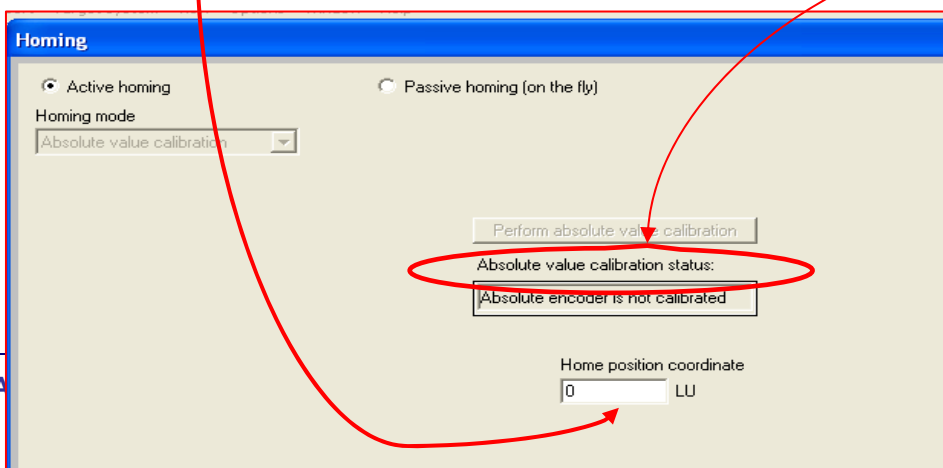 Homing
Active homing
Passive homing (on the fly)
Homing mode
Absolute value calibration
Perform absolute value calibration
Absolute value calibration status:
Absolute encoder is not calibrated
Home position coordinate
0 LU